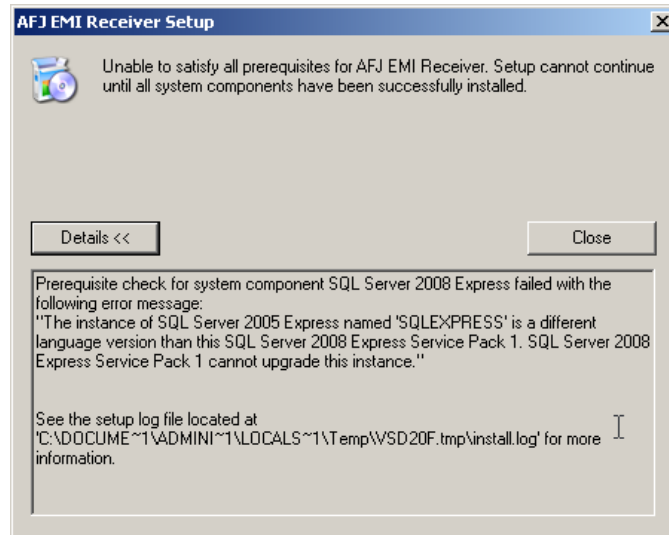 AFJ EMI Receiver Setup
Unable to satisfy all prerequisites for AFJ EMI Receiver. Setup cannot continue
until all system components have been successfully installed.
Details <<
Close
Prerequisite check for system component SQL Server 2008 Express failed with the
following error message:
"The instance of SQL Server 2005 Express named 'SQLEXPRESS' is a different
language version than this SQL Server 2008 Express Service Pack 1. SQL Server 2008
Express Service Pack 1 cannot upgrade this instance."
See the setup log file located at
'C:\DOCUME~1\ADMINI~1\LOCALS~1\Temp\VSD20F.tmp\install.log' for more
information.